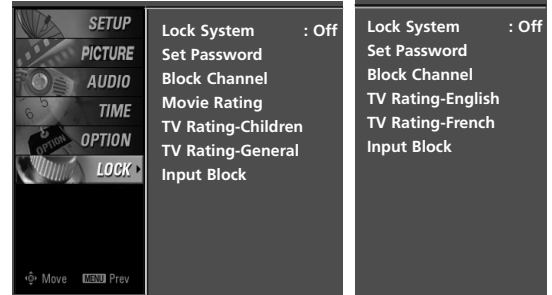 SETUP
PICTURE
AUDIO
TIME
OPTION
LOCK
Move MENU Prev
Lock System : Off
Set Password
Block Channel
Movie Rating
TV Rating-Children
TV Rating-General
Input Block
Lock System : Off
Set Password
Block Channel
TV Rating-English
TV Rating-French
Input Block